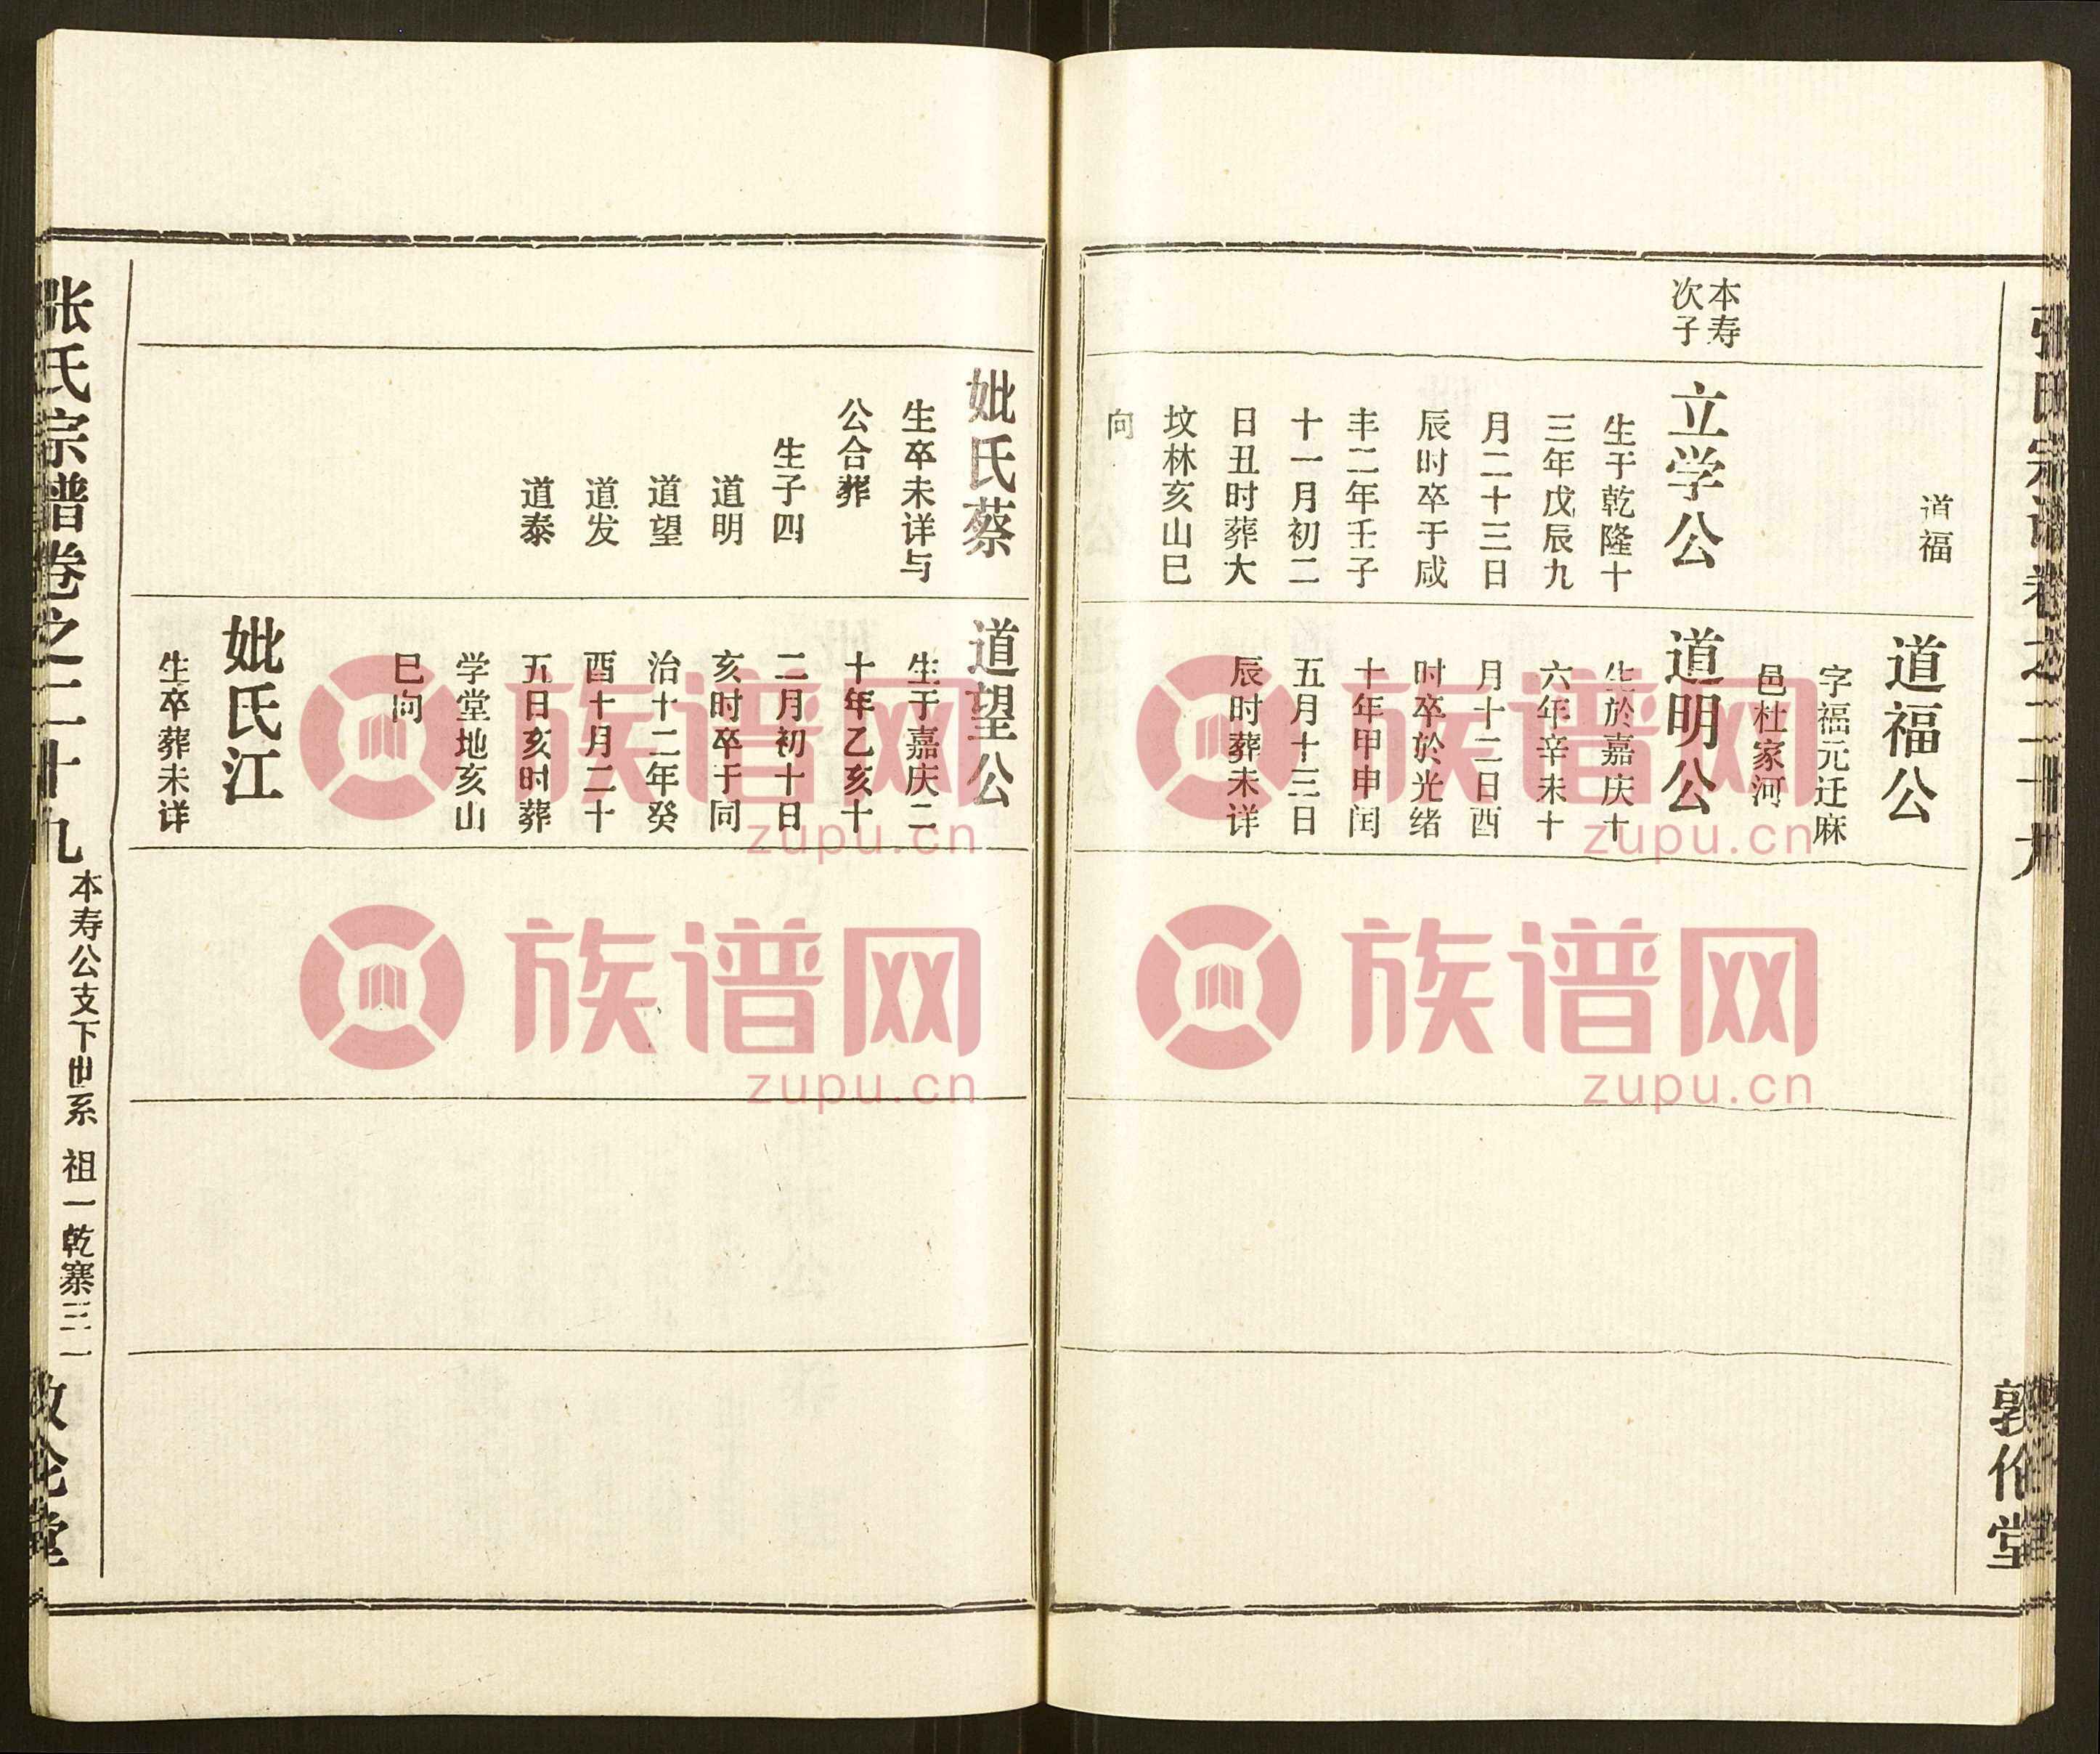 张氏宗谱卷之二十九
敦伦堂
道福
道福公
字福元迁麻
邑杜家河
本寿
次子
立学公
生于乾隆十
三年戊辰九
月二十三日
辰时卒于咸
丰二年壬子
十一月初二
日丑时葬大
坟林亥山巳
向
道明公
生於嘉庆十
六年辛未十
月十二日酉
时卒於光绪
十年甲申闰
五月十三日
辰时葬未详
妣氏蔡
生卒未详与
公合葬
生子四
道明
道望
道发
道泰
道望公
生于嘉庆二
十年乙亥十
二月初十日
亥时卒于同
治十二年癸
酉十月二十
五日亥时葬
学堂地亥山
巳向
妣氏江
生卒葬未详
张氏宗谱卷之二十九
本寿公支下世系
祖一乾寨三一
敦伦堂
族谱网
zupu.cn
族谱网
zupu.cn
族谱网
zupu.cn
族谱网
zupu.cn